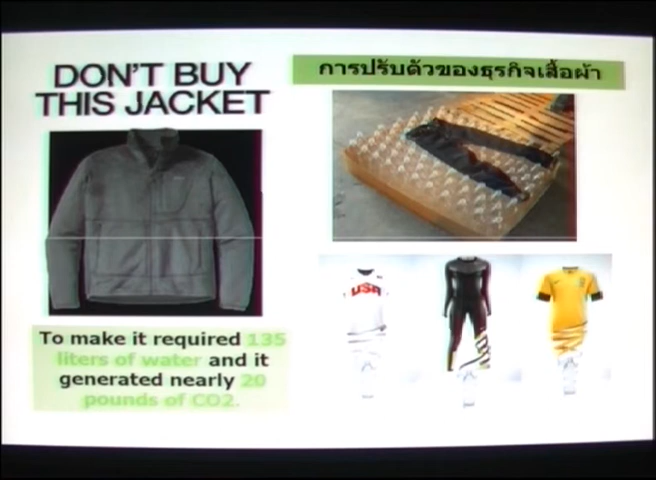 DON'T BUY
THIS JACKET
การปรับตัวของธุรกิจเสื้อผ้า
USA
To make it required 135
liters of water and it
generated nearly 20
pounds of CO2.